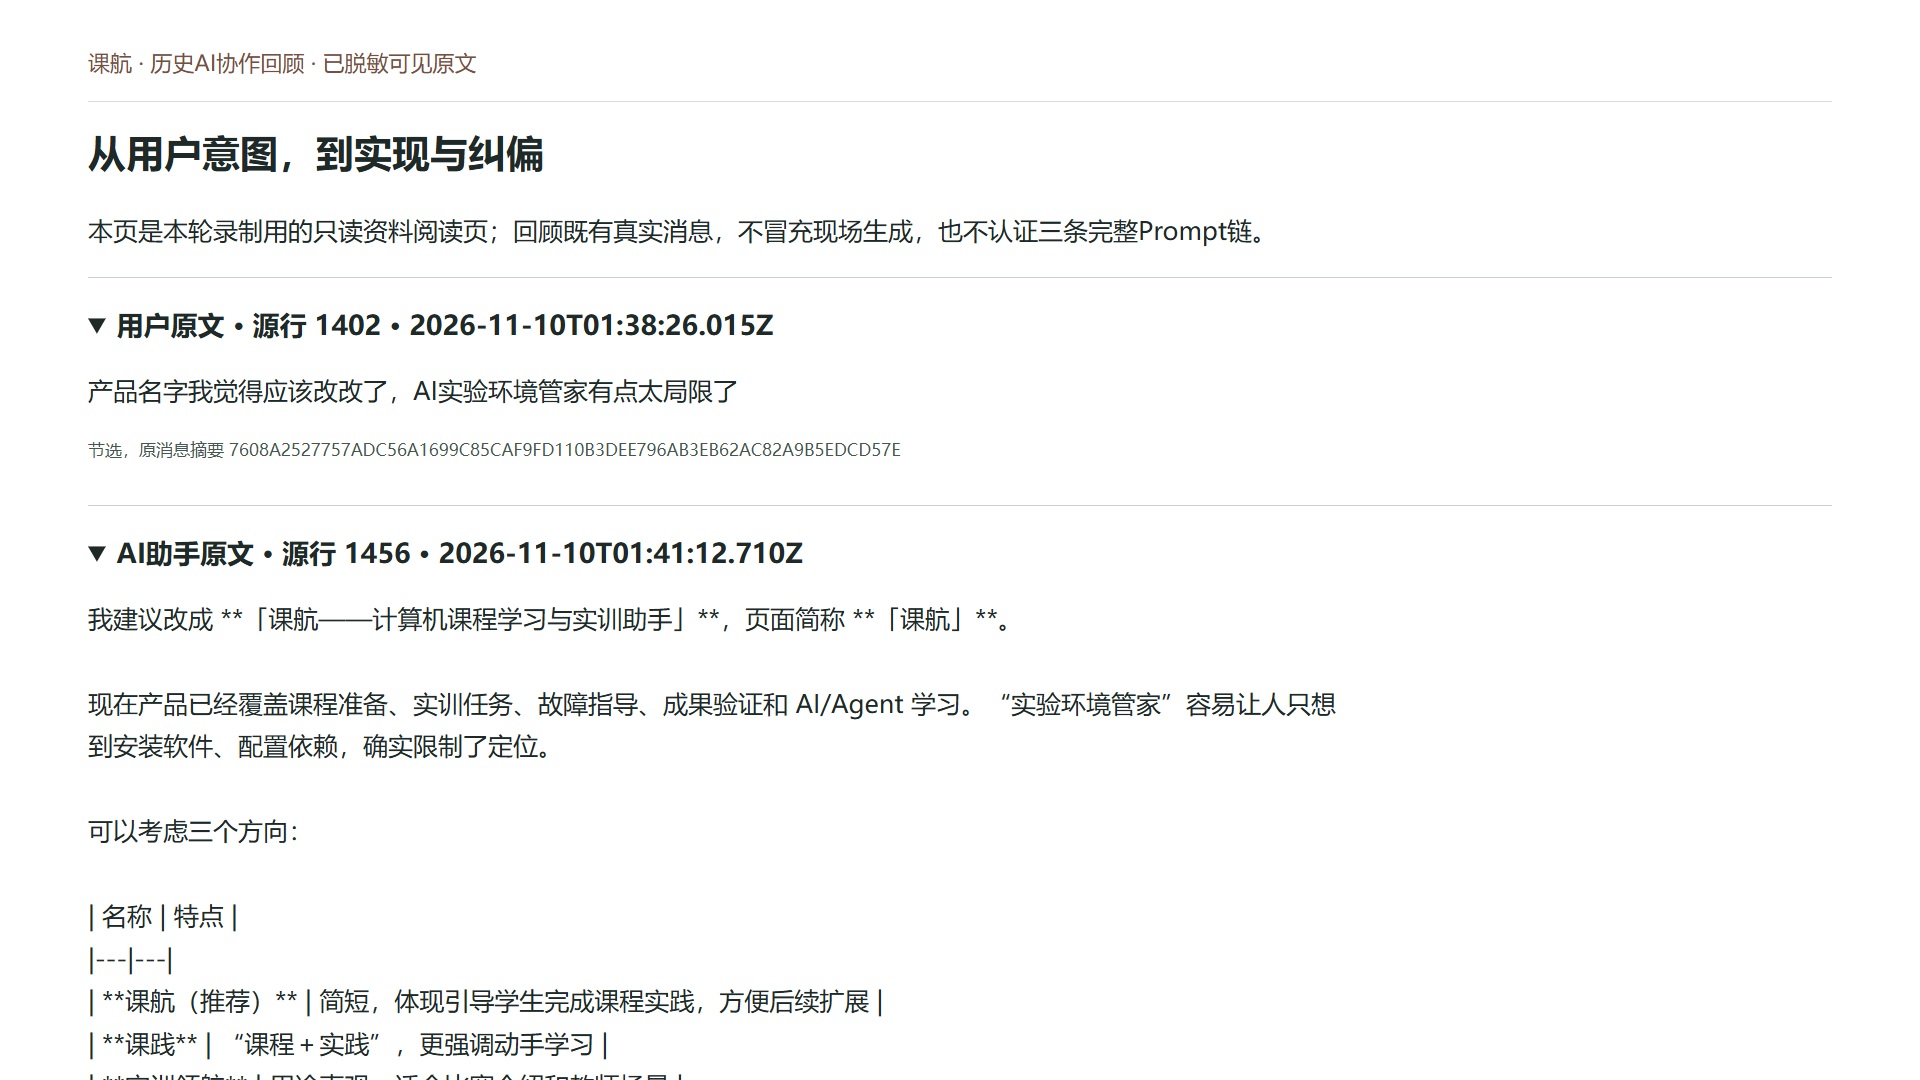 课航 · 历史AI协作回顾 · 已脱敏可见原文
从用户意图，到实现与纠偏
本页是本轮录制用的只读资料阅读页；回顾既有真实消息，不冒充现场生成，也不认证三条完整Prompt链。
▼ 用户原文 • 源行 1402 • 2026-11-10T01:38:26.015Z
产品名字我觉得应该改改了，AI实验环境管家有点太局限了
节选，原消息摘要 7608A2527757ADC56A1699C85CAF9FD110B3DEE796AB3EB62AC82A9B5EDCD57E
▼ AI助手原文 • 源行 1456 • 2026-11-10T01:41:12.710Z
我建议改成 **「课航——计算机课程学习与实训助手」**，页面简称 **「课航」**。
现在产品已经覆盖课程准备、实训任务、故障指导、成果验证和 AI/Agent 学习。“实验环境管家”容易让人只想
到安装软件、配置依赖，确实限制了定位。
可以考虑三个方向：
| 名称 | 特点 |
|---|---|
| **课航（推荐）** | 简短，体现引导学生完成课程实践，方便后续扩展 |
| **课践** | “课程＋实践”，更强调动手学习 |